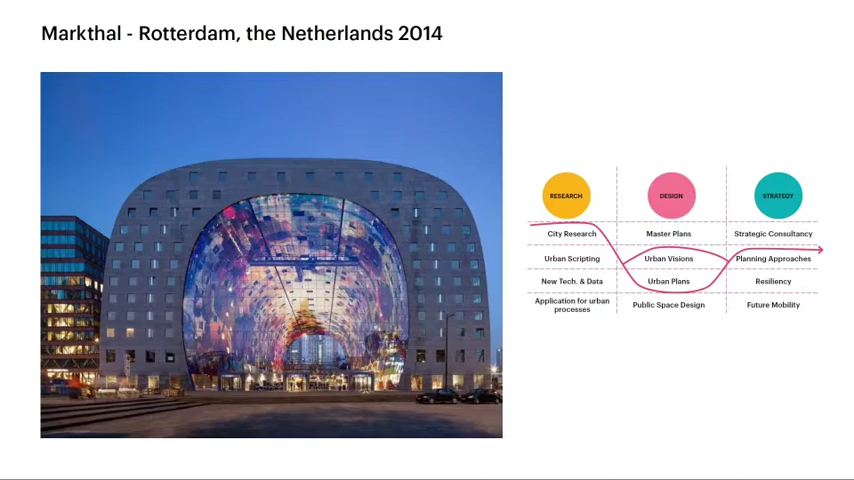 Markthal - Rotterdam, the Netherlands 2014
RESEARCH DESIGN STRATEGY
City Research Master Plans Strategic Consultancy
Urban Scripting Urban Visions Planning Approaches
New Tech. & Data Urban Plans Resiliency
Application for urban
processes Public Space Design Future Mobility